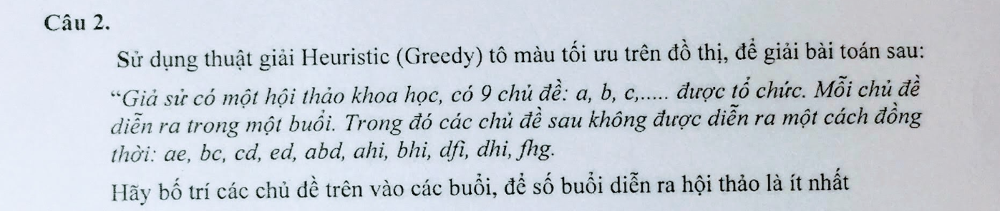 Câu 2.
Sử dụng thuật giải Heuristic (Greedy) tô màu tối ưu trên đồ thị, để giải bài toán sau:
“Giả sử có một hội thảo khoa học, có 9 chủ đề: a, b, c,..... được tổ chức. Mỗi chủ đề
diễn ra trong một buổi. Trong đó các chủ đề sau không được diễn ra một cách đồng
thời: ae, bc, cd, ed, abd, ahi, bhi, dfi, dhi, fhg.
Hãy bố trí các chủ đề trên vào các buổi, để số buổi diễn ra hội thảo là ít nhất